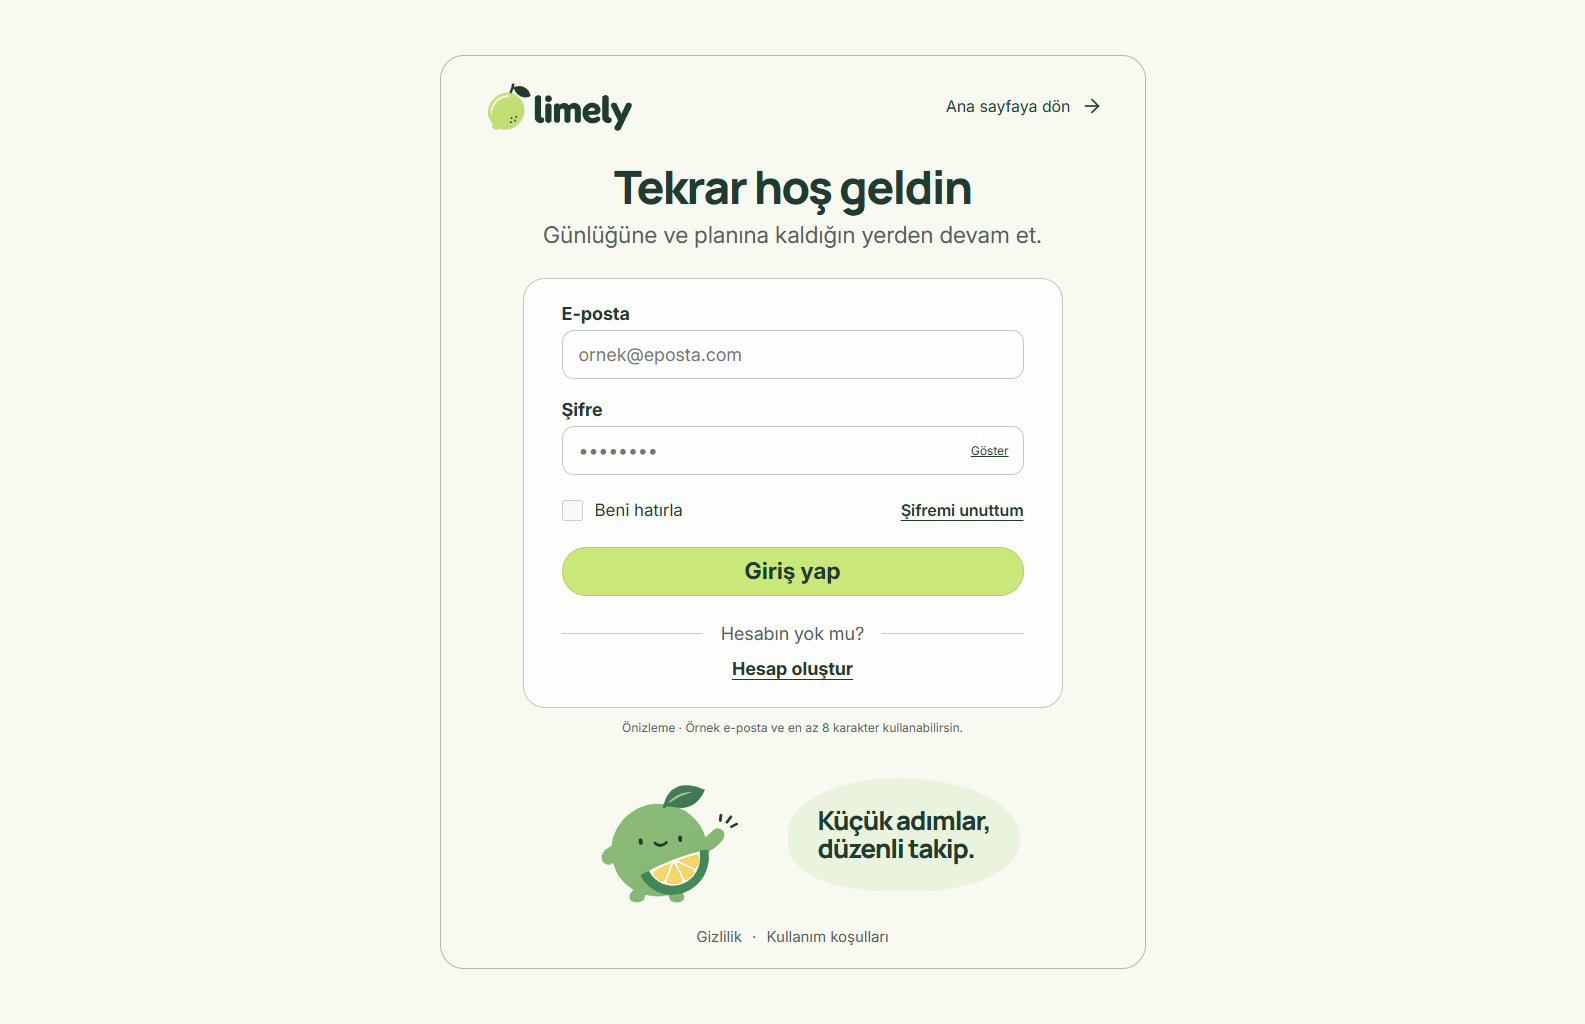 limely
Ana sayfaya dön
Tekrar hoş geldin
Günlüğüne ve planına kaldığın yerden devam et.
E-posta
ornek@eposta.com
Şifre
••••••••
Göster
Beni hatırla
Şifremi unuttum
Giriş yap
Hesabın yok mu?
Hesap oluştur
Önizleme · Örnek e-posta ve en az 8 karakter kullanabilirsin.
Küçük adımlar,
düzenli takip.
Gizlilik · Kullanım koşulları